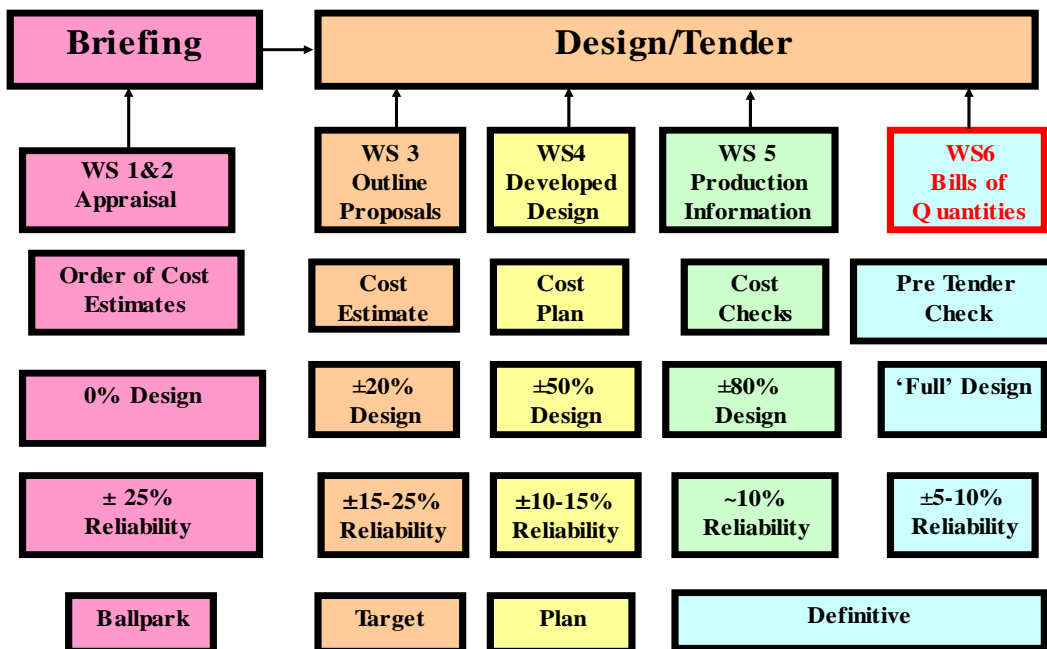 Briefing
Design/Tender
WS 1&2
Appraisal
WS 3
Outline
Proposals
WS4
Developed
Design
WS 5
Production
Information
WS6
Bills of
Quantities
Order of Cost
Estimates
Cost
Estimate
Cost
Plan
Cost
Checks
Pre Tender
Check
0% Design
±20%
Design
±50%
Design
±80%
Design
‘Full’ Design
± 25%
Reliability
±15-25%
Reliability
±10-15%
Reliability
~10%
Reliability
±5-10%
Reliability
Ballpark
Target
Plan
Definitive